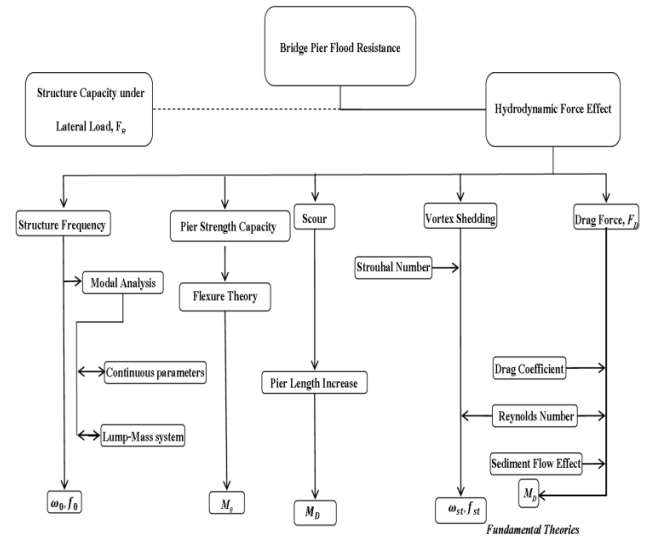 Bridge Pier Flood Resistance
Structure Capacity under
Lateral Load, F_R
Hydrodynamic Force Effect
Structure Frequency
Pier Strength Capacity
Scour
Vortex Shedding
Drag Force, F_D
Strouhal Number
Modal Analysis
Flexure Theory
Continuous parameters
Drag Coefficient
Pier Length Increase
Reynolds Number
Lump-Mass system
Sediment Flow Effect
ω_0, f_0
M_0
M_D
ω_st, f_st
M_D
Fundamental Theories